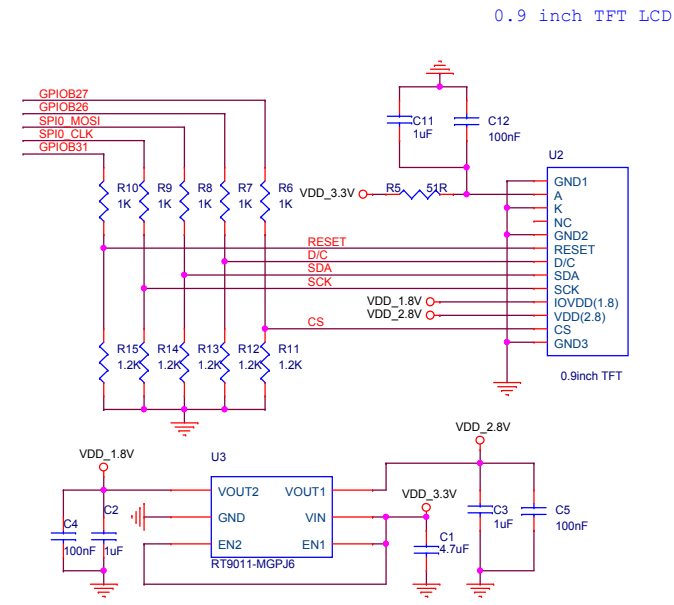 0.9 inch TFT LCD
GPIOB27
GPIOB26
SPI0_MOSI
SPI0_CLK
GPIOB31
C11
1uF
C12
100nF
U2
R10
1K
R9
1K
R8
1K
R7
1K
R6
1K
VDD_3.3V
R5
51R
GND1
A
K
NC
GND2
RESET
D/C
SDA
SCK
IOVDD(1.8)
VDD(2.8)
CS
GND3
RESET
D/C
SDA
SCK
VDD_1.8V
VDD_2.8V
CS
R15
1.2K
R14
1.2K
R13
1.2K
R12
1.2K
R11
1.2K
0.9inch TFT
VDD_1.8V
U3
VDD_2.8V
VOUT2
VOUT1
GND
VIN
EN2
EN1
RT9011-MGPJ6
VDD_3.3V
C4
100nF
C2
1uF
C1
4.7uF
C3
1uF
C5
100nF